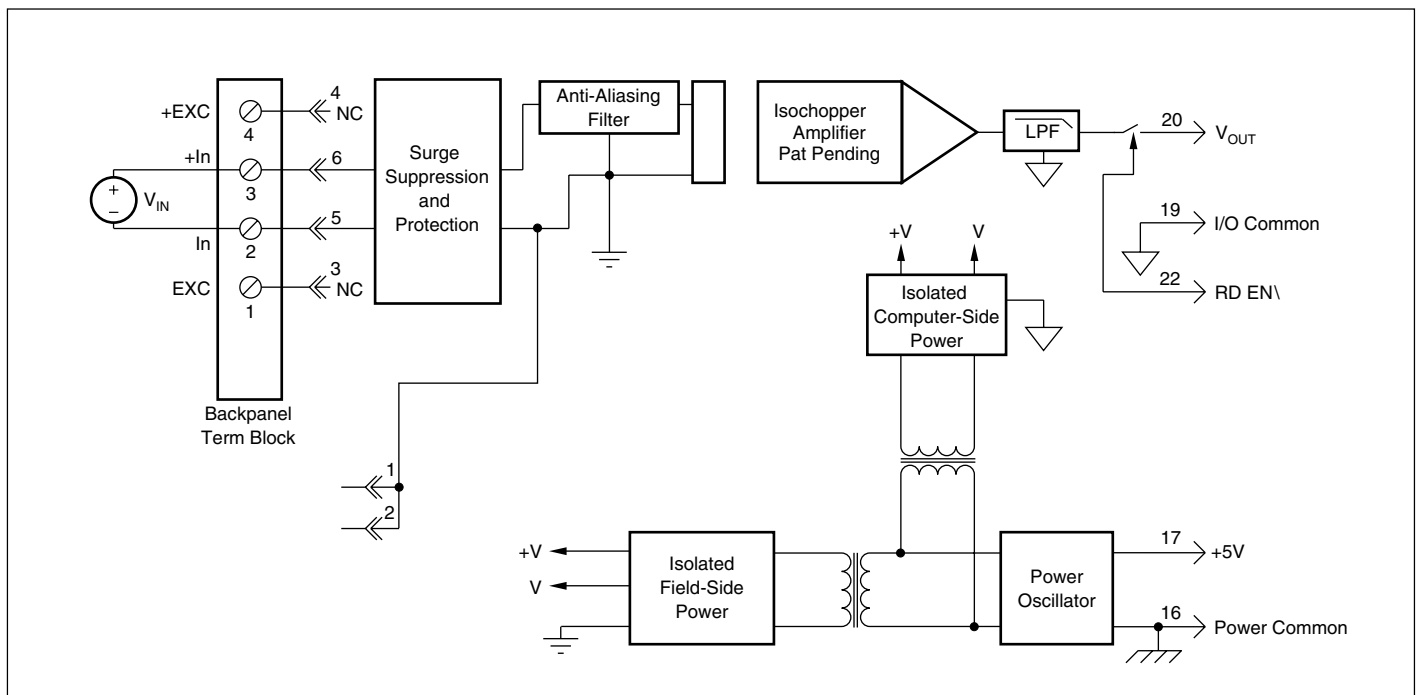 +EXC
4
4
NC
+In
3
6
+
−
V_IN
In
2
5
EXC
1
3
NC
Backpanel
Term Block
Surge
Suppression
and
Protection
Anti-Aliasing
Filter
1
2
Isochopper
Amplifier
Pat Pending
LPF
20
V_OUT
19
I/O Common
22
RD EN\
+V
V
Isolated
Computer-Side
Power
+V
V
Isolated
Field-Side
Power
Power
Oscillator
17
+5V
16
Power Common